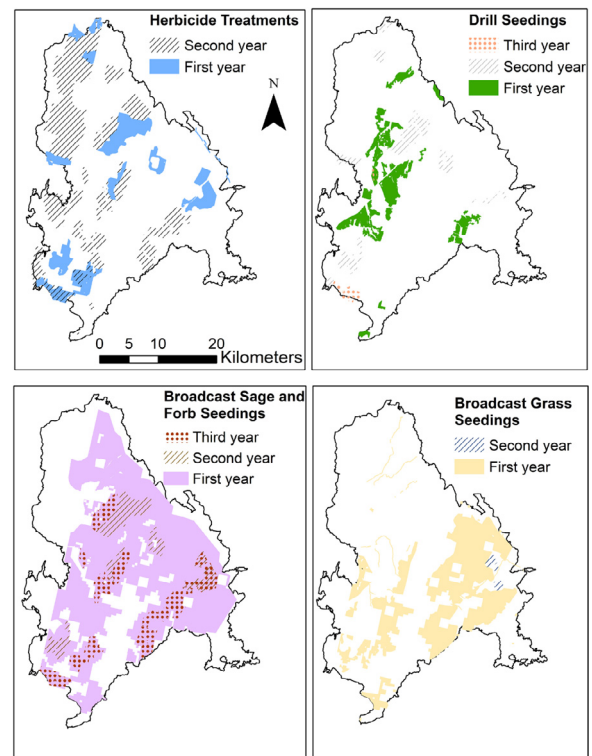 Herbicide Treatments
Second year
First year
N
0 5 10 20
Kilometers
Drill Seedings
Third year
Second year
First year
Broadcast Sage and
Forb Seedings
Third year
Second year
First year
Broadcast Grass
Seedings
Second year
First year